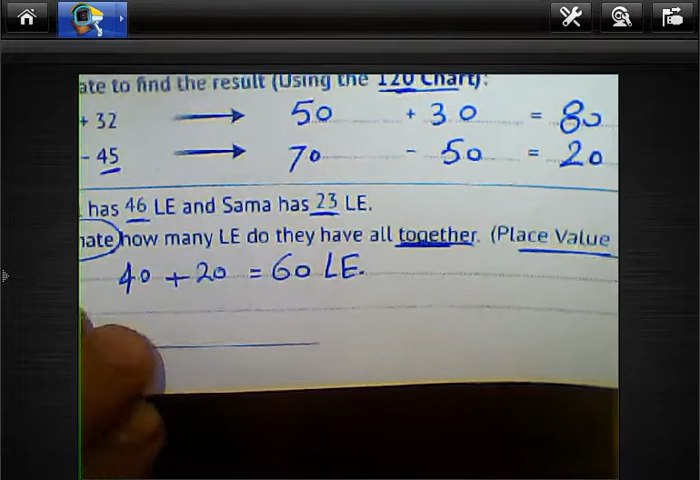 ate to find the result (Using the 120 Chart):
+ 32 → 50 + 30 = 80
- 45 → 70 - 50 = 20
has 46 LE and Sama has 23 LE.
nate how many LE do they have all together. (Place Value
40 + 20 = 60 LE.